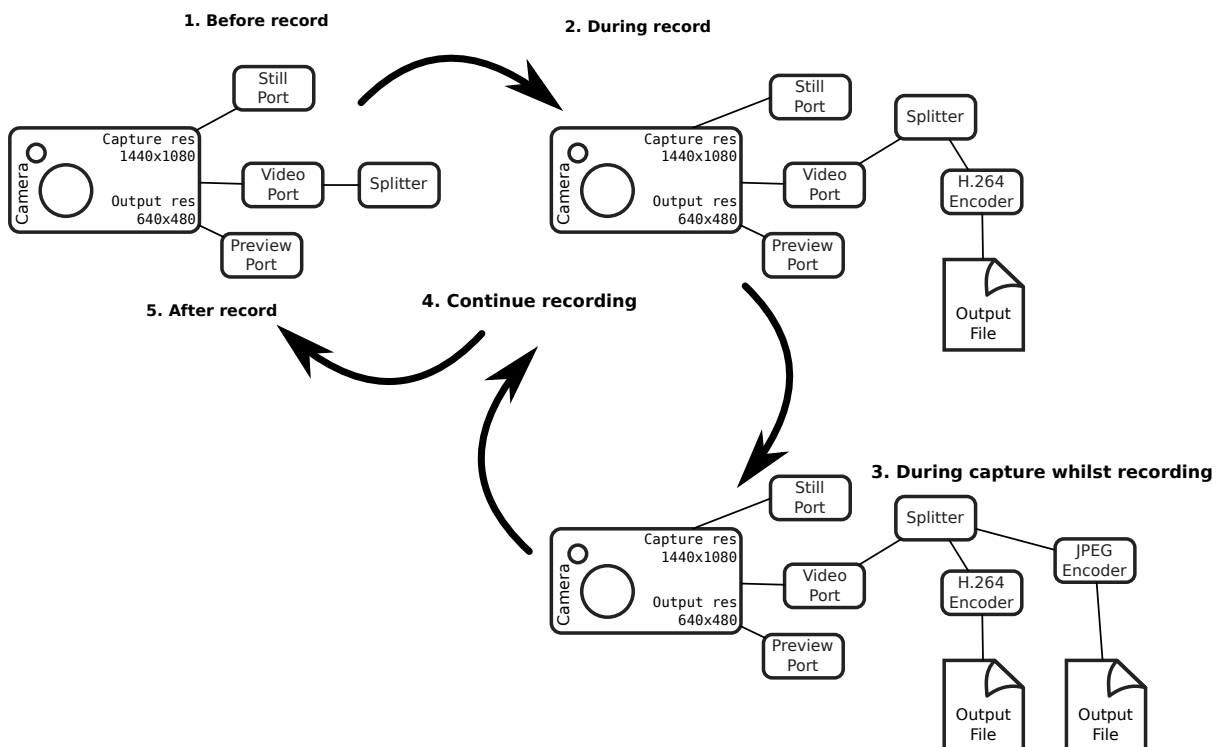 1. Before record
Still
Port
Capture res
1440x1080
Camera
Video
Port
Splitter
Output res
640x480
Preview
Port
2. During record
Still
Port
Splitter
Capture res
1440x1080
Camera
Video
Port
H.264
Encoder
Output res
640x480
Preview
Port
Output
File
5. After record
4. Continue recording
3. During capture whilst recording
Still
Port
Splitter
Capture res
1440x1080
Camera
Video
Port
H.264
Encoder
JPEG
Encoder
Output res
640x480
Preview
Port
Output
File
Output
File